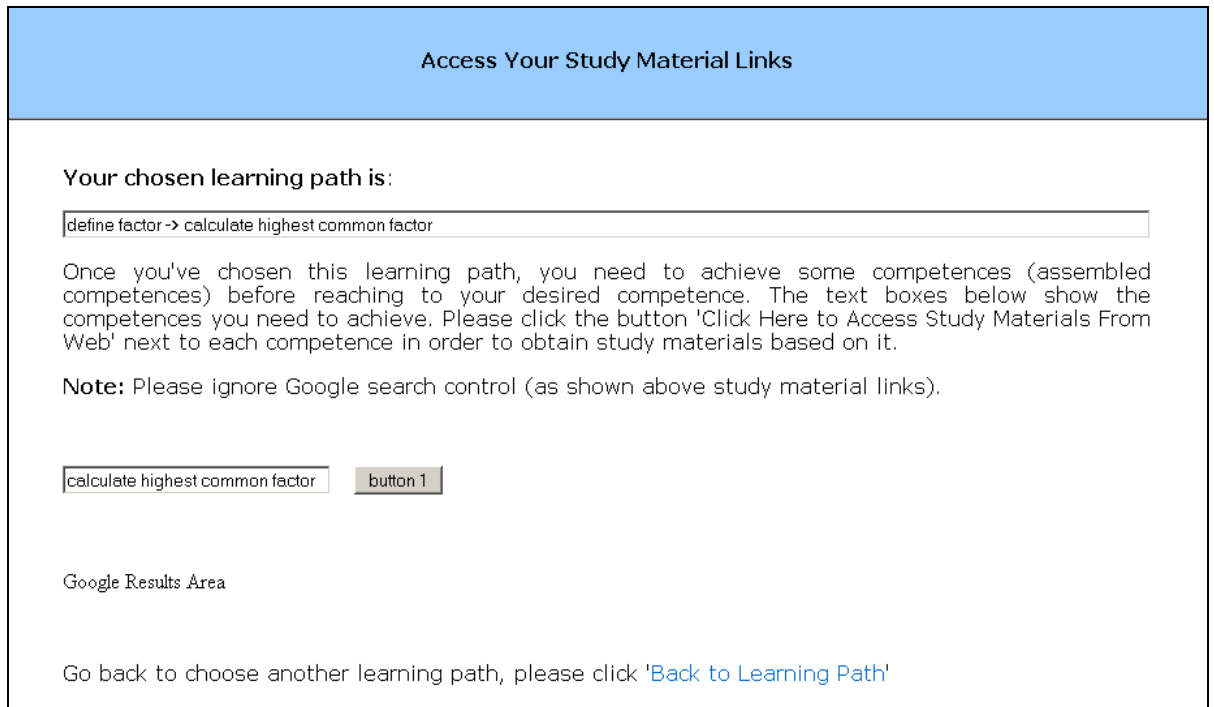 Access Your Study Material Links
Your chosen learning path is:
define factor -> calculate highest common factor
Once you've chosen this learning path, you need to achieve some competences (assembled
competences) before reaching to your desired competence. The text boxes below show the
competences you need to achieve. Please click the button 'Click Here to Access Study Materials From
Web' next to each competence in order to obtain study materials based on it.
Note: Please ignore Google search control (as shown above study material links).
calculate highest common factor button 1
Google Results Area
Go back to choose another learning path, please click 'Back to Learning Path'